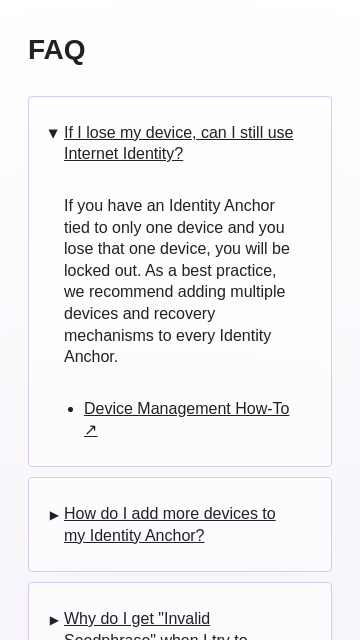 FAQ
▼ If I lose my device, can I still use
Internet Identity?
If you have an Identity Anchor
tied to only one device and you
lose that one device, you will be
locked out. As a best practice,
we recommend adding multiple
devices and recovery
mechanisms to every Identity
Anchor.
• Device Management How-To
↗
► How do I add more devices to
my Identity Anchor?
► Why do I get "Invalid
Seedphrase" when I try to